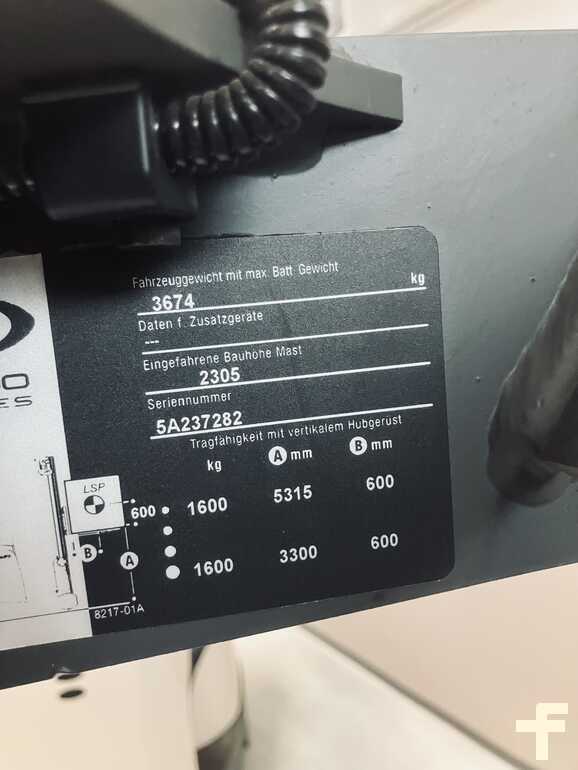 Fahrzeuggewicht mit max. Batt. Gewicht
3674 kg
Daten f. Zusatzgeräte
---
Eingefahrene Bauhöhe Mast
2305
Seriennummer
5A237282
Tragfähigkeit mit vertikalem Hubgerüst
kg A mm B mm
LSP
600 1600 5315 600
B A
1600 3300 600
8217-01A